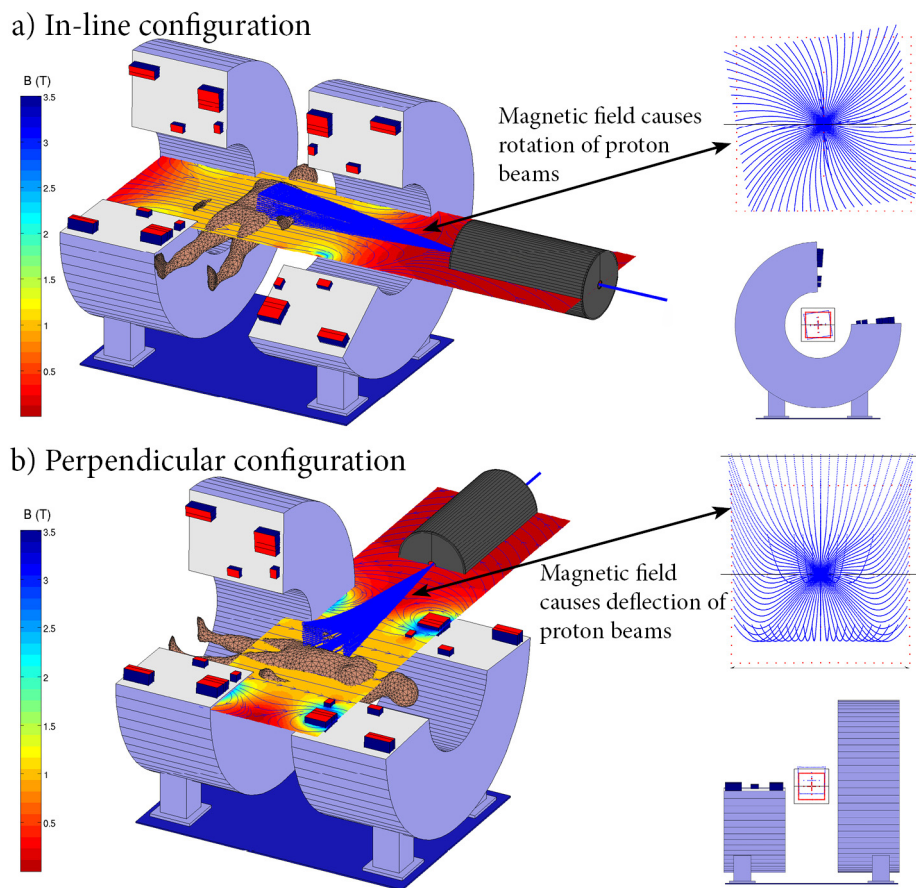 a) In-line configuration
B (T)
3.5
3
2.5
2
1.5
1
0.5
Magnetic field causes
rotation of proton
beams
b) Perpendicular configuration
B (T)
3.5
3
2.5
2
1.5
1
0.5
Magnetic field
causes deflection of
proton beams